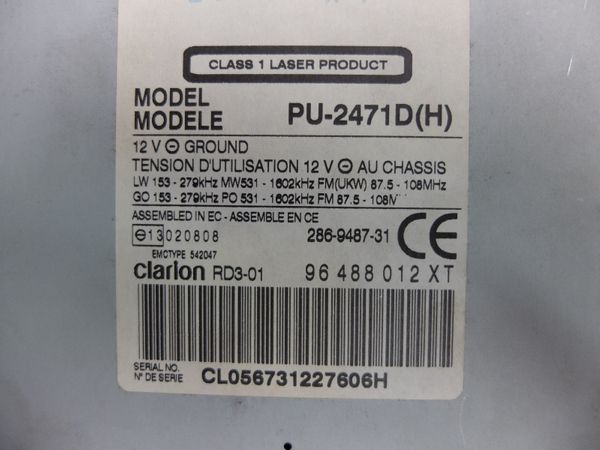 CLASS 1 LASER PRODUCT
MODEL
MODELE PU-2471D(H)
12 V ⊖ GROUND
TENSION D'UTILISATION 12 V ⊖ AU CHASSIS
LW 153 - 279kHz MW531 - 1602kHz FM(UKW) 87.5 - 108MHz
GO 153 - 279kHz PO 531 - 1602kHz FM 87.5 - 108M
ASSEMBLED IN EC - ASSEMBLE EN CE
e13 020808 286-9487-31 CE
EMCTYPE 542047
Clarion RD3-01 96 488 012 XT
SERIAL NO.
N° DE SERIE CL056731227606H